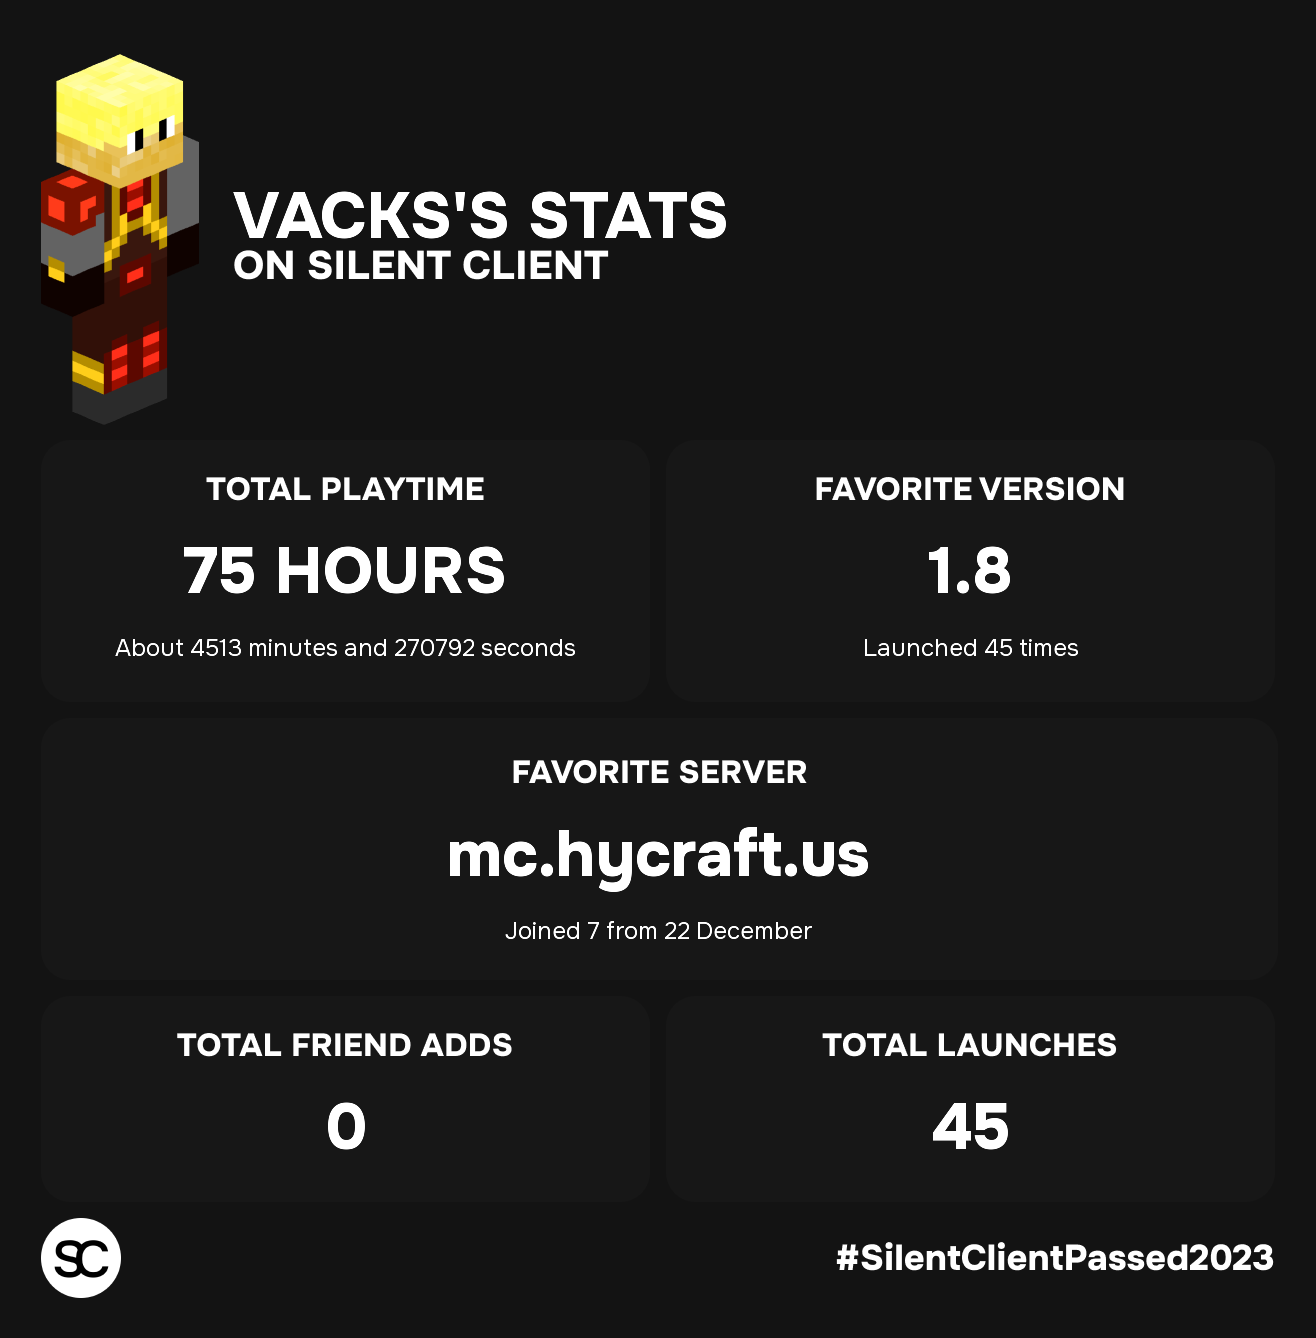 VACKS'S STATS
ON SILENT CLIENT
TOTAL PLAYTIME
75 HOURS
About 4513 minutes and 270792 seconds
FAVORITE VERSION
1.8
Launched 45 times
FAVORITE SERVER
mc.hycraft.us
Joined 7 from 22 December
TOTAL FRIEND ADDS
0
TOTAL LAUNCHES
45
SC
#SilentClientPassed2023